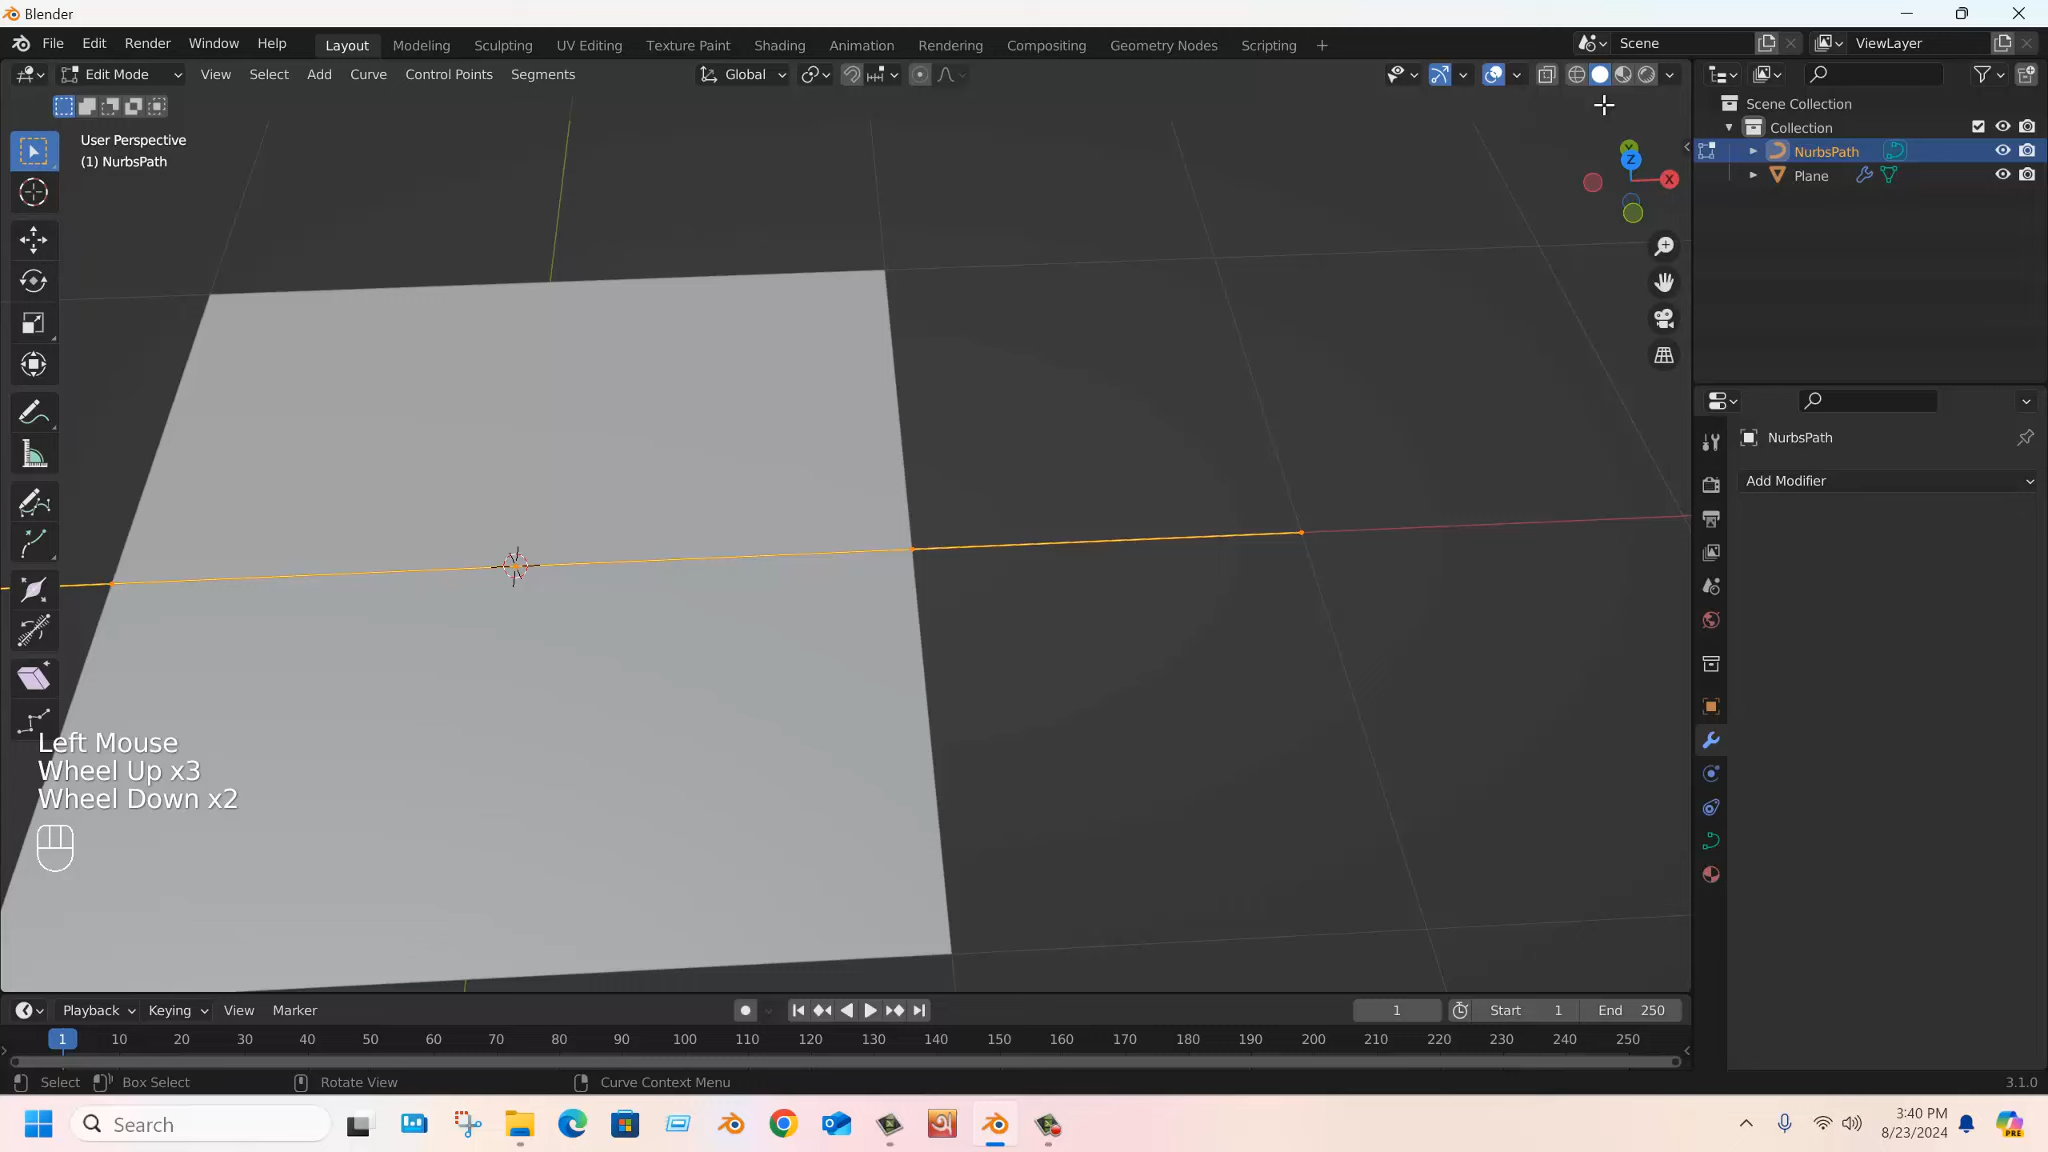 Blender
File Edit Render Window Help Layout Modeling Sculpting UV Editing Texture Paint Shading Animation Rendering Compositing Geometry Nodes Scripting + Scene ViewLayer
Edit Mode View Select Add Curve Control Points Segments Global
User Perspective
(1) NurbsPath
Y
Z
X
Scene Collection
Collection
NurbsPath
Plane
NurbsPath
Add Modifier
Left Mouse
Wheel Up x3
Wheel Down x2
Playback Keying View Marker 1 Start 1 End 250
1 10 20 30 40 50 60 70 80 90 100 110 120 130 140 150 160 170 180 190 200 210 220 230 240 250
Select Box Select Rotate View Curve Context Menu 3.1.0
Search
3:40 PM
8/23/2024
PRE